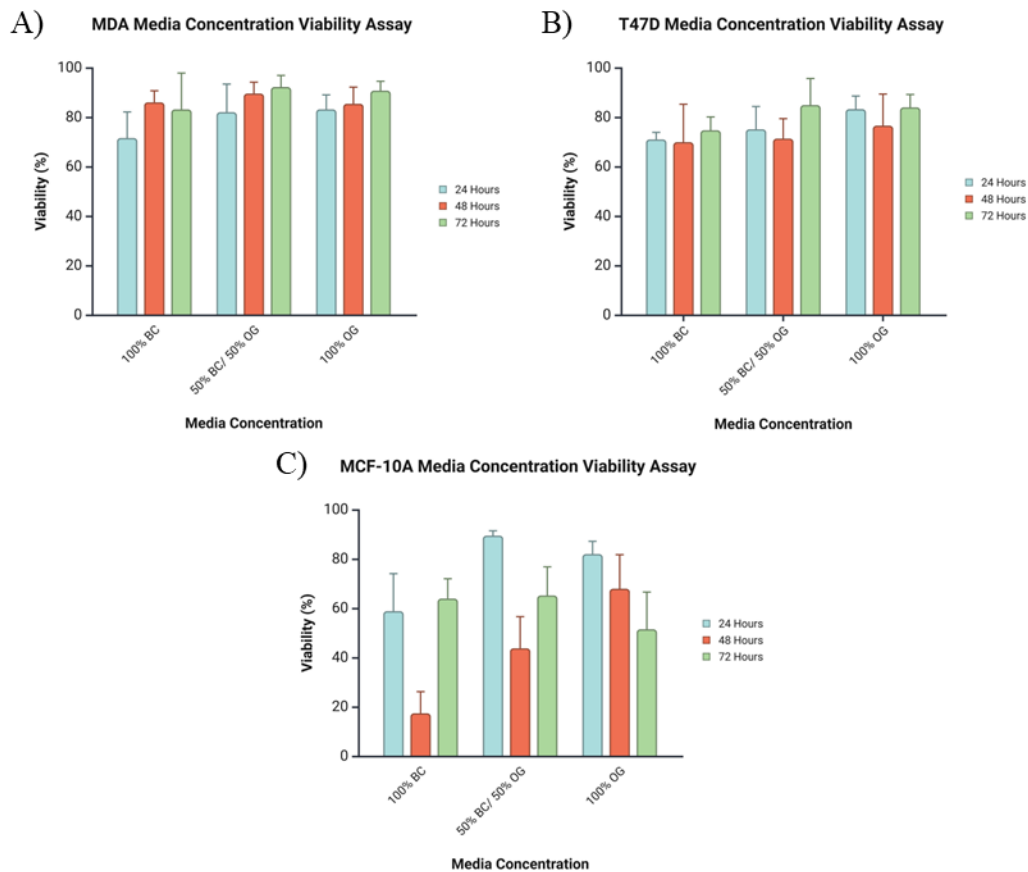 A)
MDA Media Concentration Viability Assay
100
80
60
40
20
0
Viability (%)
100% BC
50% BC/ 50% OG
100% OG
Media Concentration
24 Hours
48 Hours
72 Hours
B)
T47D Media Concentration Viability Assay
100
80
60
40
20
0
Viability (%)
100% BC
50% BC/ 50% OG
100% OG
Media Concentration
24 Hours
48 Hours
72 Hours
C)
MCF-10A Media Concentration Viability Assay
100
80
60
40
20
0
Viability (%)
100% BC
50% BC/ 50% OG
100% OG
Media Concentration
24 Hours
48 Hours
72 Hours